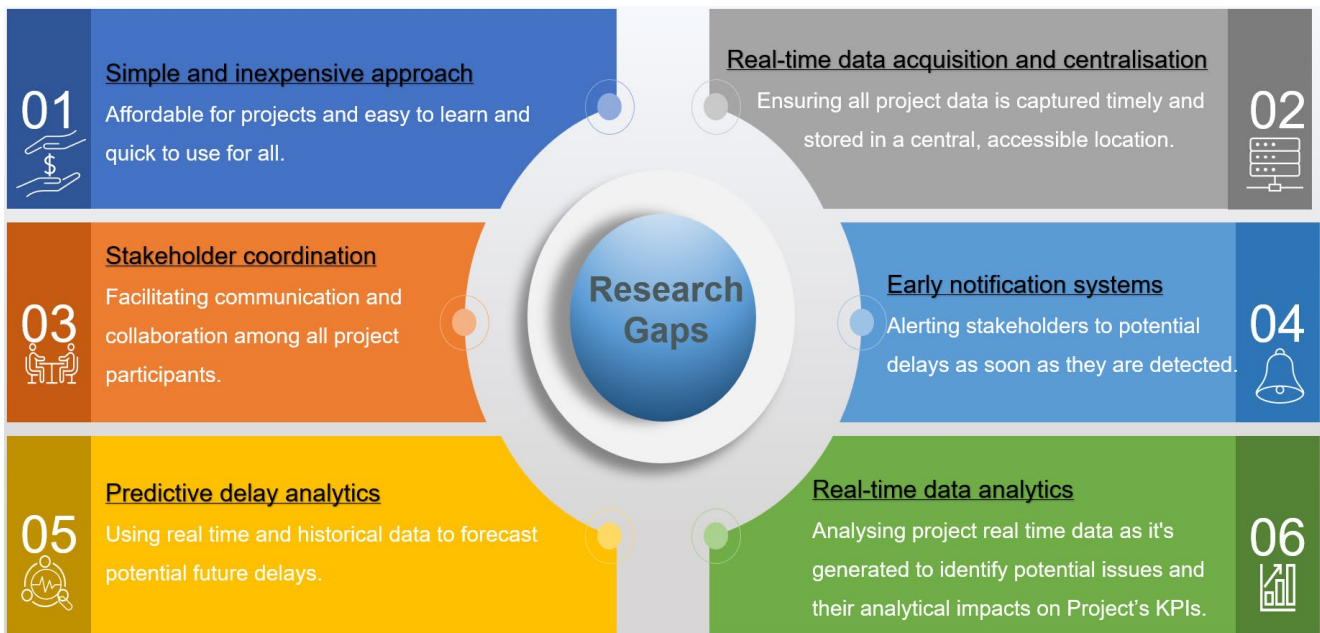 Research
Gaps
01
Simple and inexpensive approach
Affordable for projects and easy to learn and
quick to use for all.
$
02
Real-time data acquisition and centralisation
Ensuring all project data is captured timely and
stored in a central, accessible location.
03
Stakeholder coordination
Facilitating communication and
collaboration among all project
participants.
04
Early notification systems
Alerting stakeholders to potential
delays as soon as they are detected.
05
Predictive delay analytics
Using real time and historical data to forecast
potential future delays.
06
Real-time data analytics
Analysing project real time data as it's
generated to identify potential issues and
their analytical impacts on Project’s KPIs.